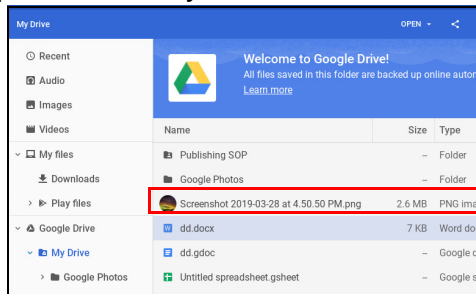 My Drive OPEN
Recent
Audio
Images
Videos
My files
Downloads
Play files
Google Drive
My Drive
Google Photos
Welcome to Google Drive!
All files saved in this folder are backed up online
Learn more
Name Size Type
Publishing SOP – Folder
Google Photos – Folder
Screenshot 2019-03-28 at 4.50.50 PM.png 2.6 MB PNG
dd.docx 7 KB Word
dd.gdoc – Google
Untitled spreadsheet.gsheet – Google